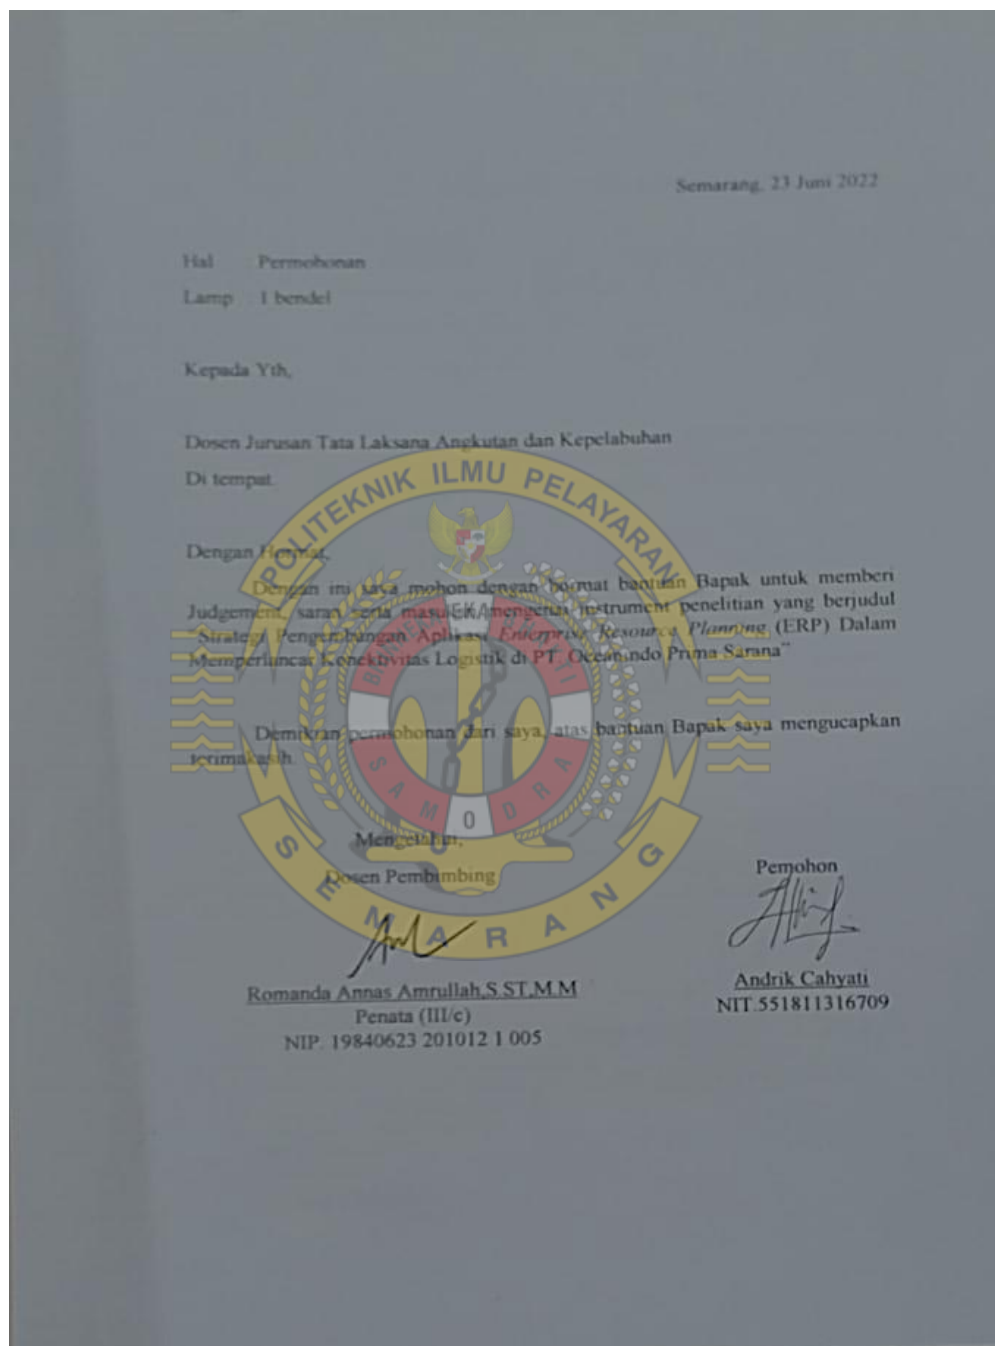 Semarang, 23 Juni 2022
Hal : Permohonan
Lamp : 1 bendel
Kepada Yth,
Dosen Jurusan Tata Laksana Angkutan dan Kepelabuhan
Di tempat.
Dengan Hormat,
Dengan ini saya mohon dengan hormat bantuan Bapak untuk memberi
Judgement, saran serta masukan mengenai instrument penelitian yang berjudul
"Strategi Pengembangan Aplikasi Enterprise Resource Planning (ERP) Dalam
Memperlancar Konektivitas Logistik di PT. Oceanindo Prima Sarana"
Demikian permohonan dari saya, atas bantuan Bapak saya mengucapkan
terimakasih.
Mengetahui,
Dosen Pembimbing
Pemohon
Romanda Annas Amrullah,S.ST,M.M
Penata (III/c)
NIP. 19840623 201012 1 005
Andrik Cahyati
NIT.551811316709
POLITEKNIK ILMU PELAYARAN
SEMARANG
SAMODRA